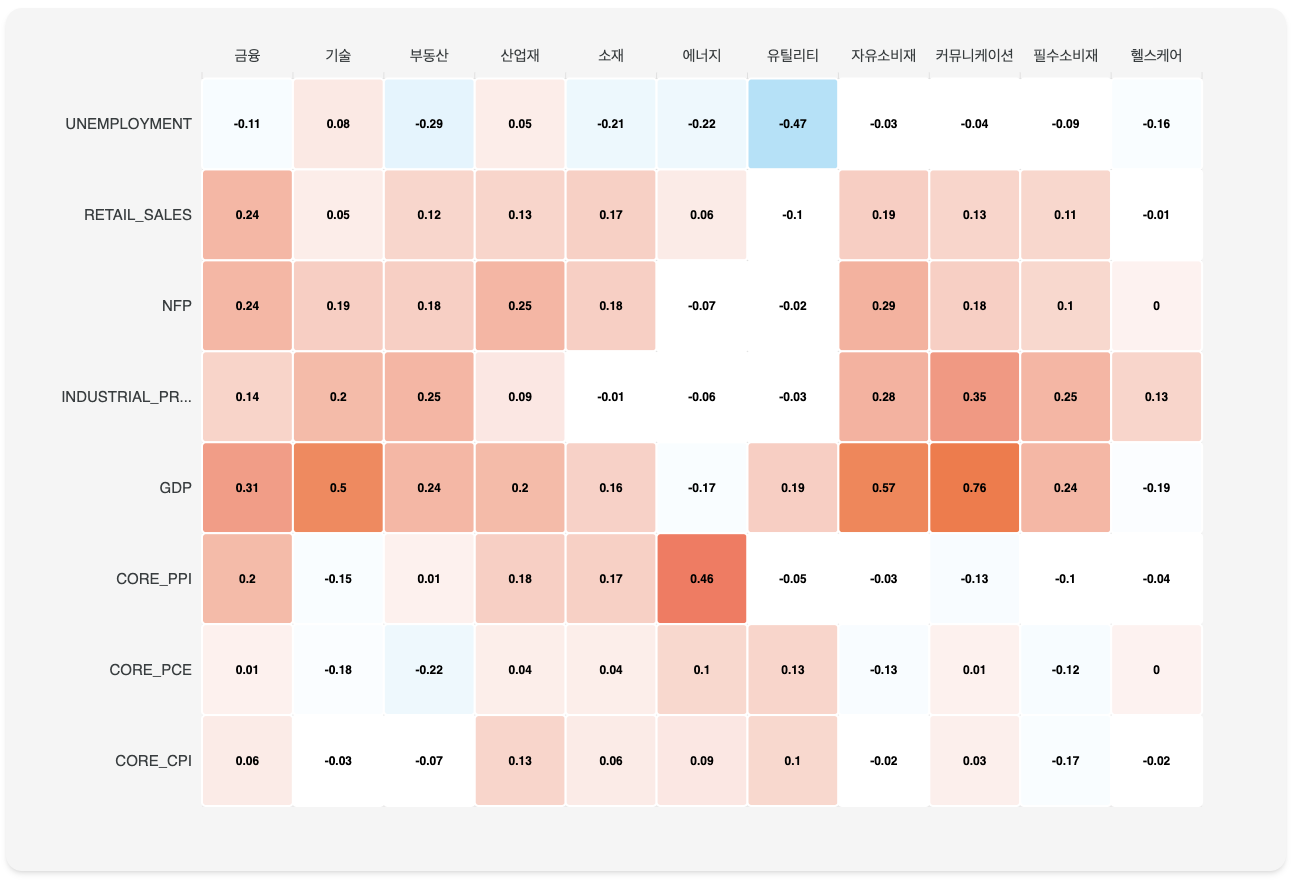 금융 기술 부동산 산업재 소재 에너지 유틸리티 자유소비재 커뮤니케이션 필수소비재 헬스케어
UNEMPLOYMENT -0.11 0.08 -0.29 0.05 -0.21 -0.22 -0.47 -0.03 -0.04 -0.09 -0.16
RETAIL_SALES 0.24 0.05 0.12 0.13 0.17 0.06 -0.1 0.19 0.13 0.11 -0.01
NFP 0.24 0.19 0.18 0.25 0.18 -0.07 -0.02 0.29 0.18 0.1 0
INDUSTRIAL_PR... 0.14 0.2 0.25 0.09 -0.01 -0.06 -0.03 0.28 0.35 0.25 0.13
GDP 0.31 0.5 0.24 0.2 0.16 -0.17 0.19 0.57 0.76 0.24 -0.19
CORE_PPI 0.2 -0.15 0.01 0.18 0.17 0.46 -0.05 -0.03 -0.13 -0.1 -0.04
CORE_PCE 0.01 -0.18 -0.22 0.04 0.04 0.1 0.13 -0.13 0.01 -0.12 0
CORE_CPI 0.06 -0.03 -0.07 0.13 0.06 0.09 0.1 -0.02 0.03 -0.17 -0.02